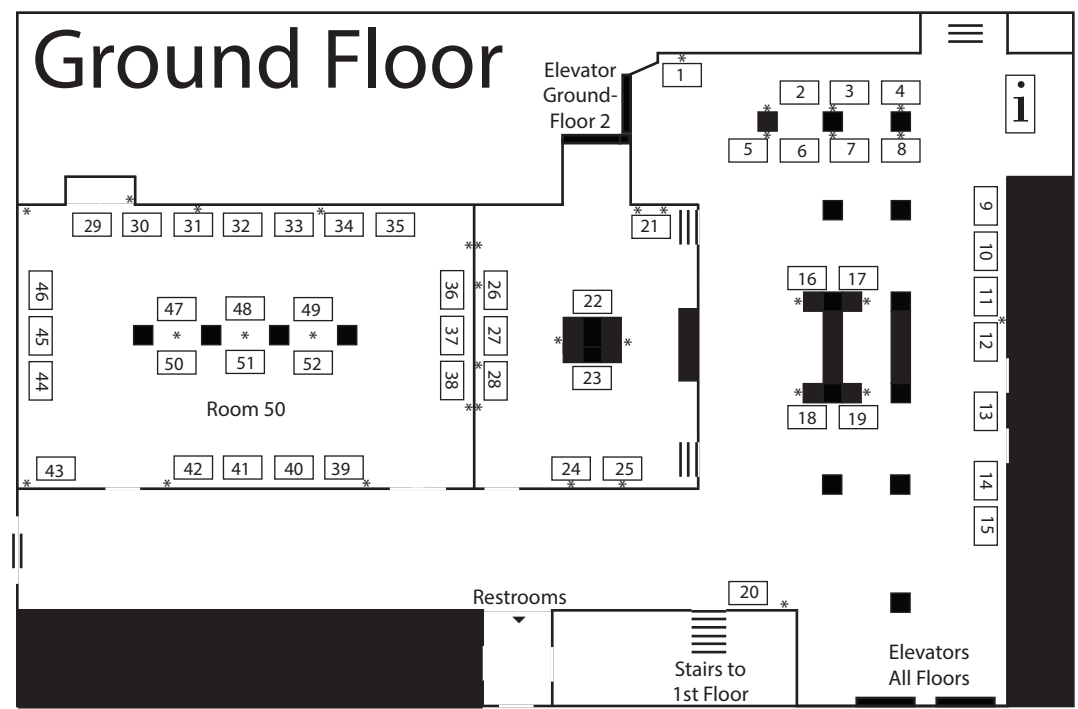 Ground Floor
Elevator
Ground-
Floor 2
*
1
2 3 4
* * *
* * *
5 6 7 8
i
9
10
11
*
12
13
14
15
16 17
* *
* *
18 19
20
*
* *
21
22
* *
23
24 25
* *
* *
*
26
27
*
28
* *
* * * *
29 30 31 32 33 34 35
36
37
38
46
45
44
47 48 49
* * *
50 51 52
Room 50
43 42 41 40 39
* * *
Restrooms
Stairs to
1st Floor
Elevators
All Floors